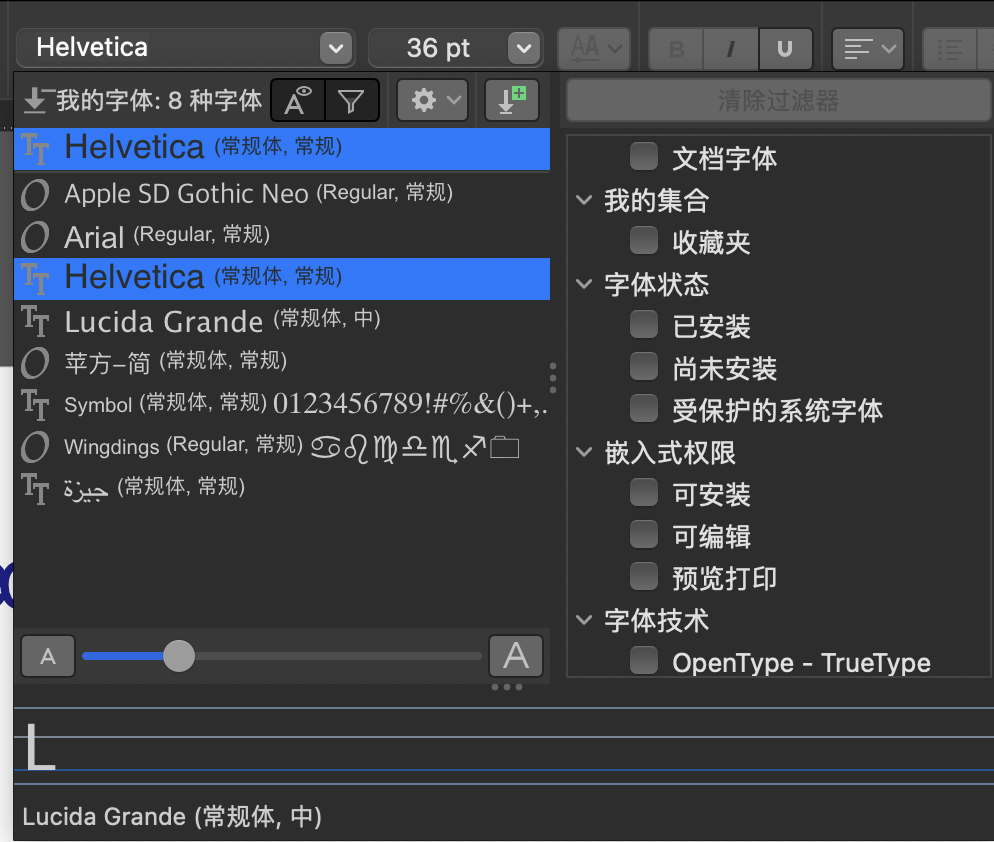 Helvetica
36 pt
AA
B I U
我的字体: 8 种字体
A
清除过滤器
Helvetica (常规体, 常规)
Apple SD Gothic Neo (Regular, 常规)
Arial (Regular, 常规)
Helvetica (常规体, 常规)
Lucida Grande (常规体, 中)
苹方-简 (常规体, 常规)
Symbol (常规体, 常规) 0123456789!#%&()+,.
Wingdings (Regular, 常规) ♋♌♍♎♏♐
جيزة (常规体, 常规)
文档字体
我的集合
收藏夹
字体状态
已安装
尚未安装
受保护的系统字体
嵌入式权限
可安装
可编辑
预览打印
字体技术
OpenType - TrueType
A
A
L
Lucida Grande (常规体, 中)